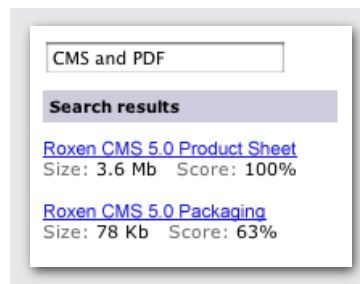 CMS and PDF
Search results
Roxen CMS 5.0 Product Sheet
Size: 3.6 Mb Score: 100%
Roxen CMS 5.0 Packaging
Size: 78 Kb Score: 63%